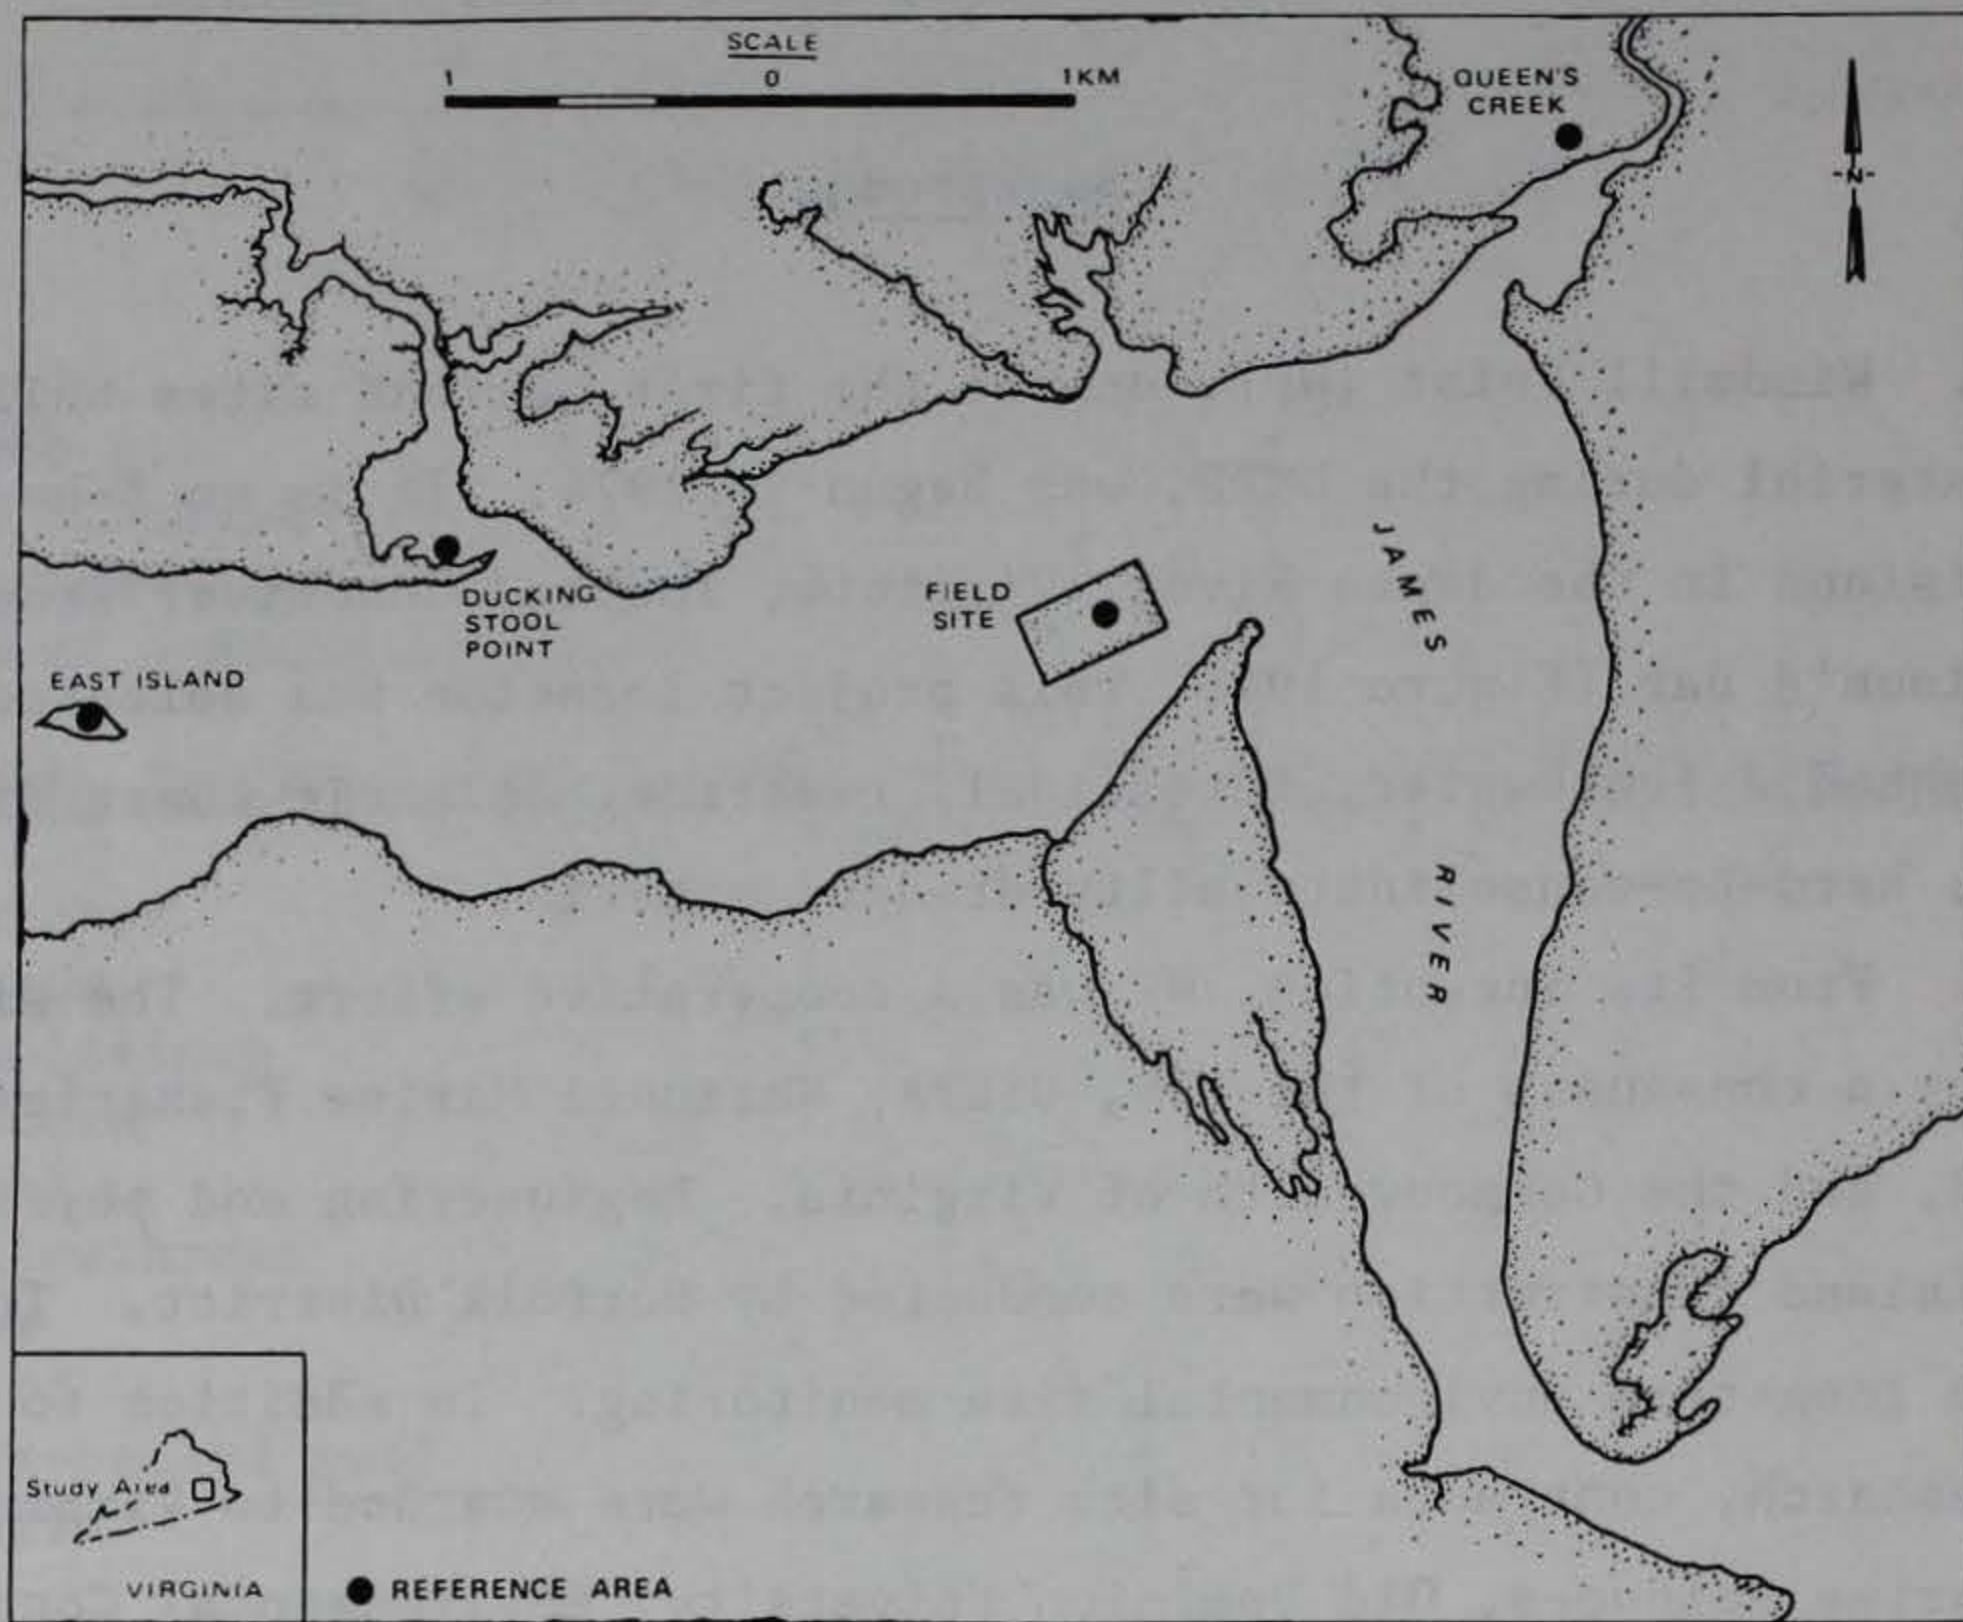 SCALE
1 0 1KM
QUEEN'S
CREEK
N
JAMES
RIVER
FIELD
SITE
DUCKING
STOOL
POINT
EAST ISLAND
Study Area
VIRGINIA
REFERENCE AREA